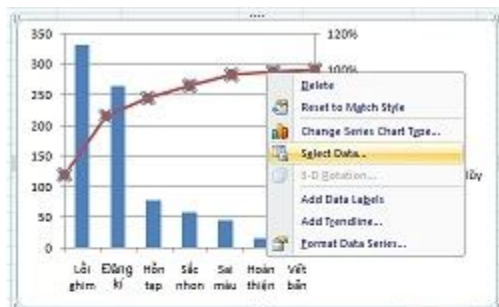 350
300
250
200
150
100
50
0
120%
100%
Delete
Reset to Match Style
Change Series Chart Type...
Select Data...
3-D Rotation...
Add Data Labels
Add Trendline...
Format Data Series...
lũy
Lỗi ghim
Đăng kí
Hỗn tạp
Sắc nhọn
Sai màu
Hoàn thiện
Vết bẩn